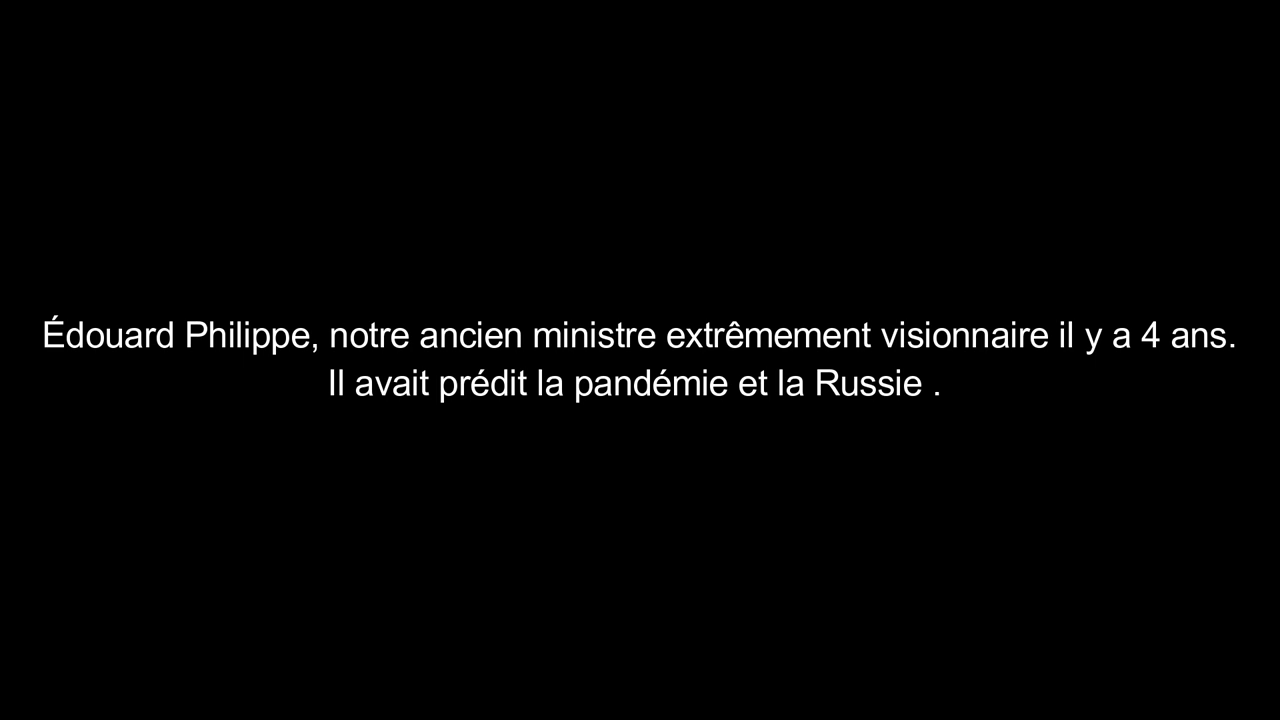 Édouard Philippe, notre ancien ministre extrêmement visionnaire il y a 4 ans.
Il avait prédit la pandémie et la Russie .